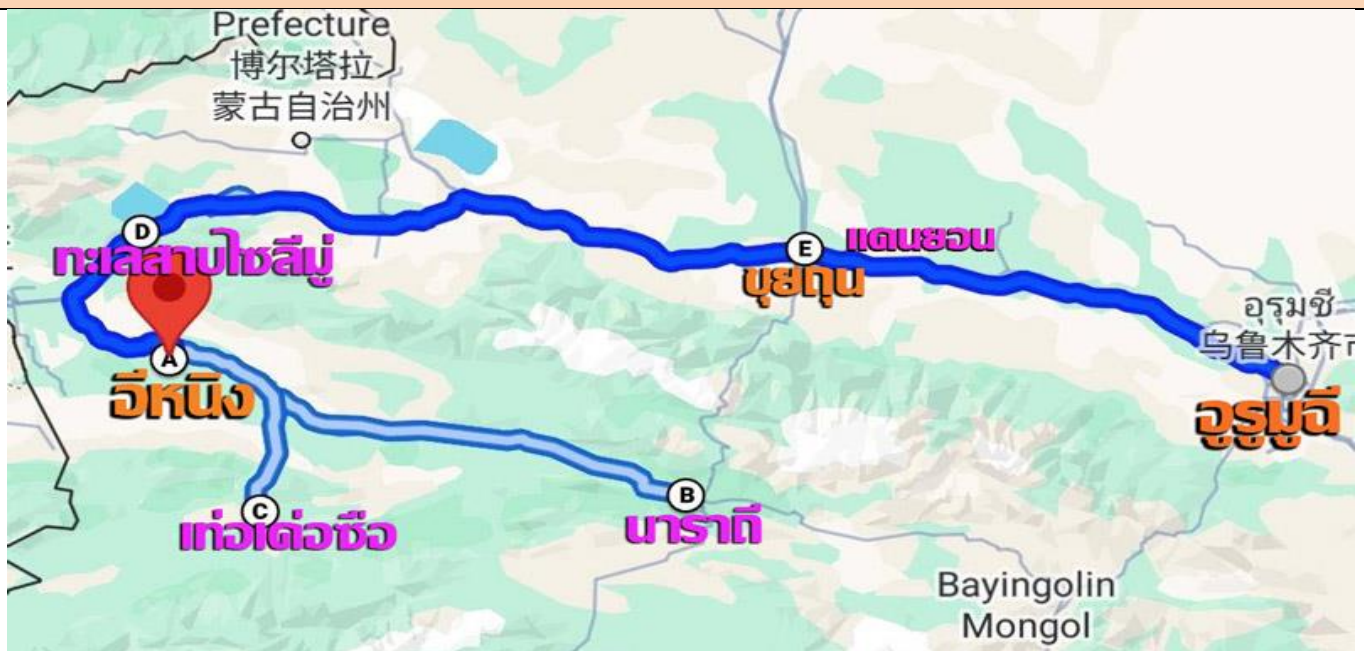 Prefecture
博尔塔拉
蒙古自治州
D
ทะเลสาบไซลีมู่
E
แคนยอน
ขุยถุน
อุรุมชี
乌鲁木齐市
A
อีหนิง
อูรูมูฉี
B
C
นาราถี
เท่อเค่อซือ
Bayingolin
Mongol